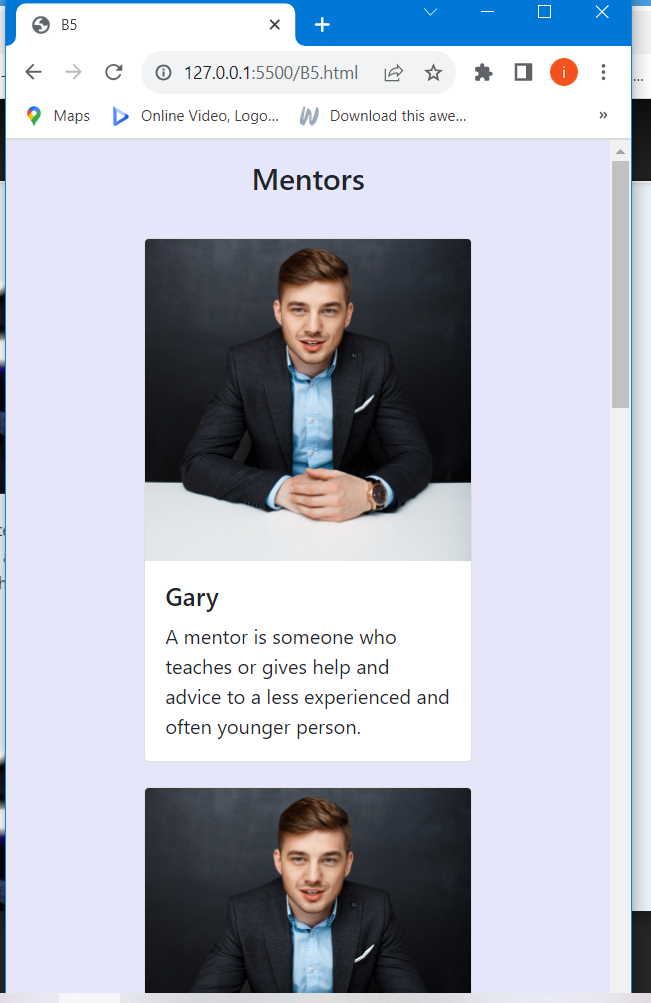 B5
127.0.0.1:5500/B5.html
i
Maps
Online Video, Logo...
Download this awe...
»
Mentors
Gary
A mentor is someone who
teaches or gives help and
advice to a less experienced and
often younger person.